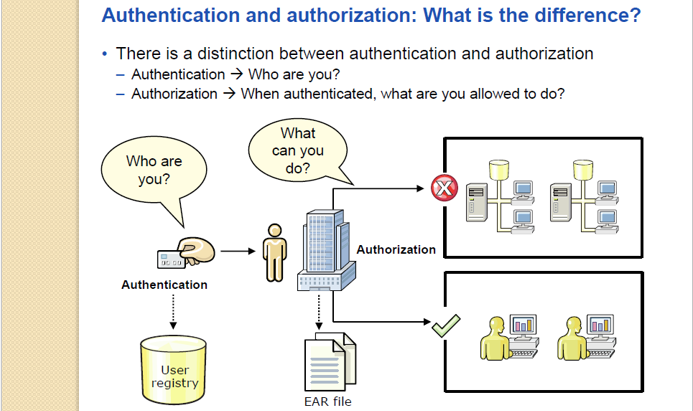 Authentication and authorization: What is the difference?
• There is a distinction between authentication and authorization
– Authentication → Who are you?
– Authorization → When authenticated, what are you allowed to do?
Who are
you?
What
can you
do?
Authorization
Authentication
User
registry
EAR file